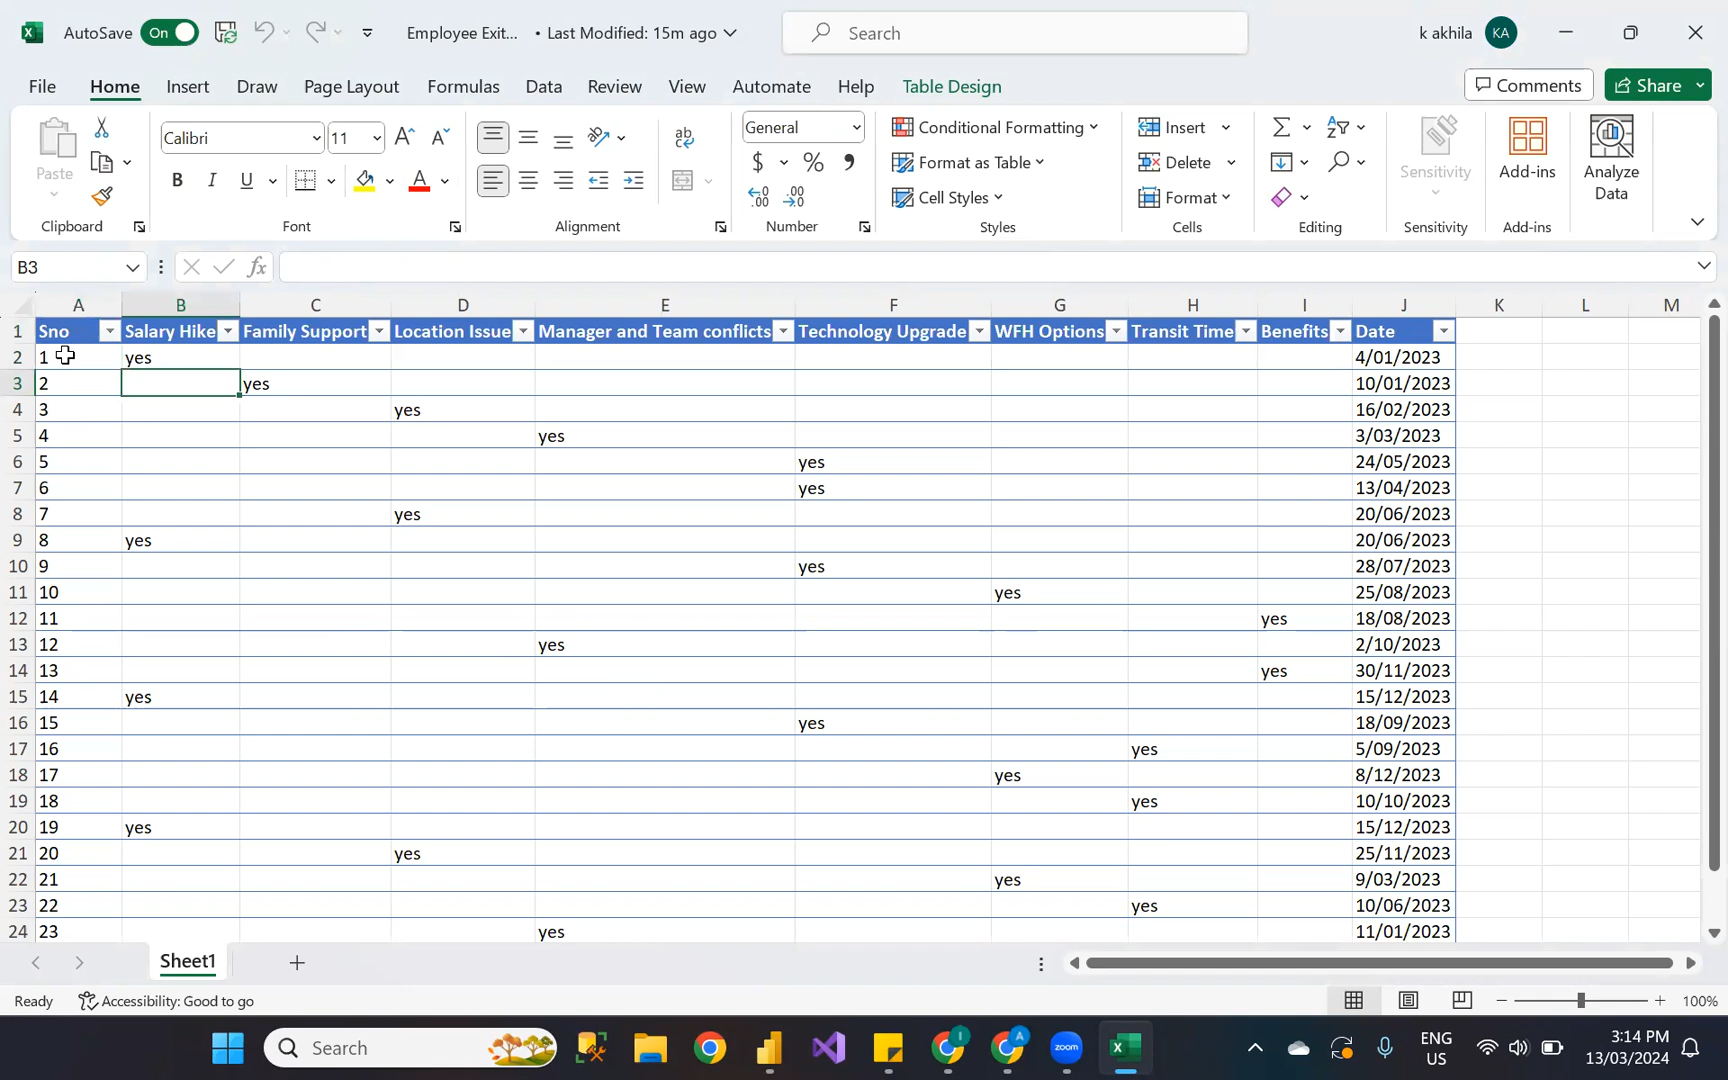 AutoSave On Employee Exit... • Last Modified: 15m ago Search k akhila KA
File Home Insert Draw Page Layout Formulas Data Review View Automate Help Table Design Comments Share
Paste
Clipboard
Calibri 11
B I U A
Font
ab
Alignment
General
$ % 9
.00 .00
Number
Conditional Formatting
Format as Table
Cell Styles
Styles
Insert
Delete
Format
Cells
Editing
Sensitivity
Sensitivity
Add-ins
Add-ins
Analyze
Data
B3 fx
A B C D E F G H I J K L M
1 Sno Salary Hike Family Support Location Issue Manager and Team conflicts Technology Upgrade WFH Options Transit Time Benefits Date
2 1 yes 4/01/2023
3 2 yes 10/01/2023
4 3 yes 16/02/2023
5 4 yes 3/03/2023
6 5 yes 24/05/2023
7 6 yes 13/04/2023
8 7 yes 20/06/2023
9 8 yes 20/06/2023
10 9 yes 28/07/2023
11 10 yes 25/08/2023
12 11 yes 18/08/2023
13 12 yes 2/10/2023
14 13 yes 30/11/2023
15 14 yes 15/12/2023
16 15 yes 18/09/2023
17 16 yes 5/09/2023
18 17 yes 8/12/2023
19 18 yes 10/10/2023
20 19 yes 15/12/2023
21 20 yes 25/11/2023
22 21 yes 9/03/2023
23 22 yes 10/06/2023
24 23 yes 11/01/2023
Sheet1
Ready Accessibility: Good to go 100%
Search zoom ENG
US 3:14 PM
13/03/2024